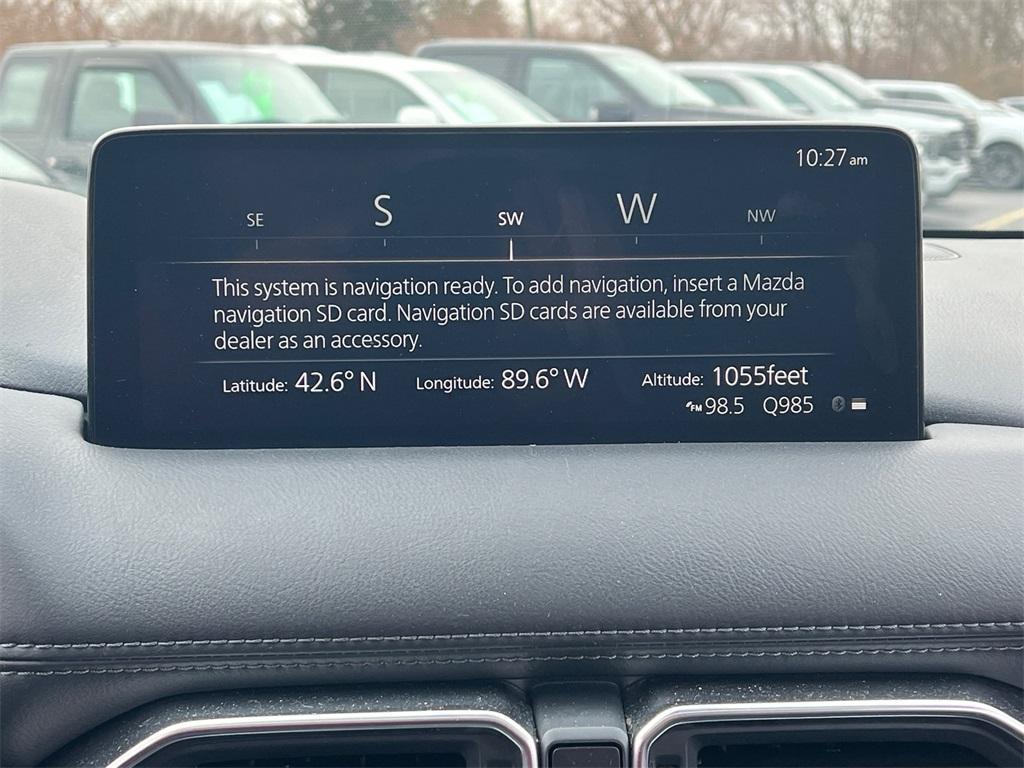 10:27am
SE S SW W NW
This system is navigation ready. To add navigation, insert a Mazda
navigation SD card. Navigation SD cards are available from your
dealer as an accessory.
Latitude: 42.6° N Longitude: 89.6° W Altitude: 1055feet
FM 98.5 Q985